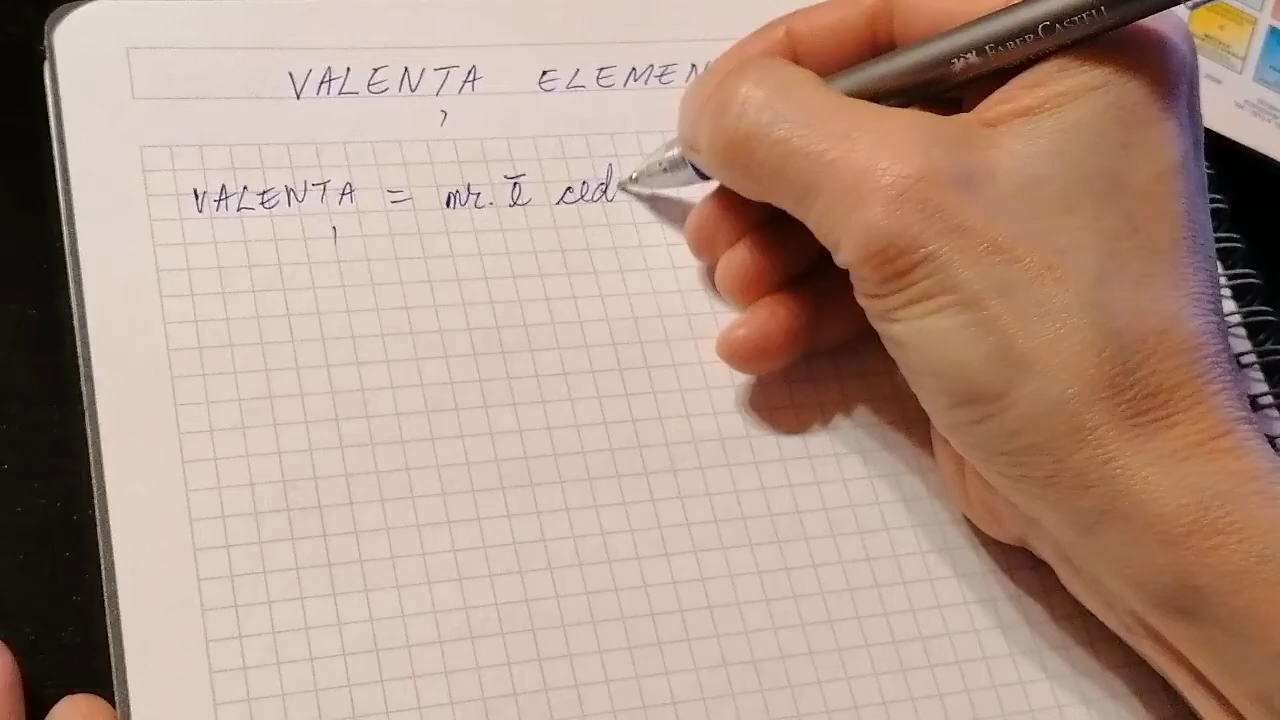 VALENȚA ELEMEN
VALENȚA = nr. ē ced
FABER-CASTELL